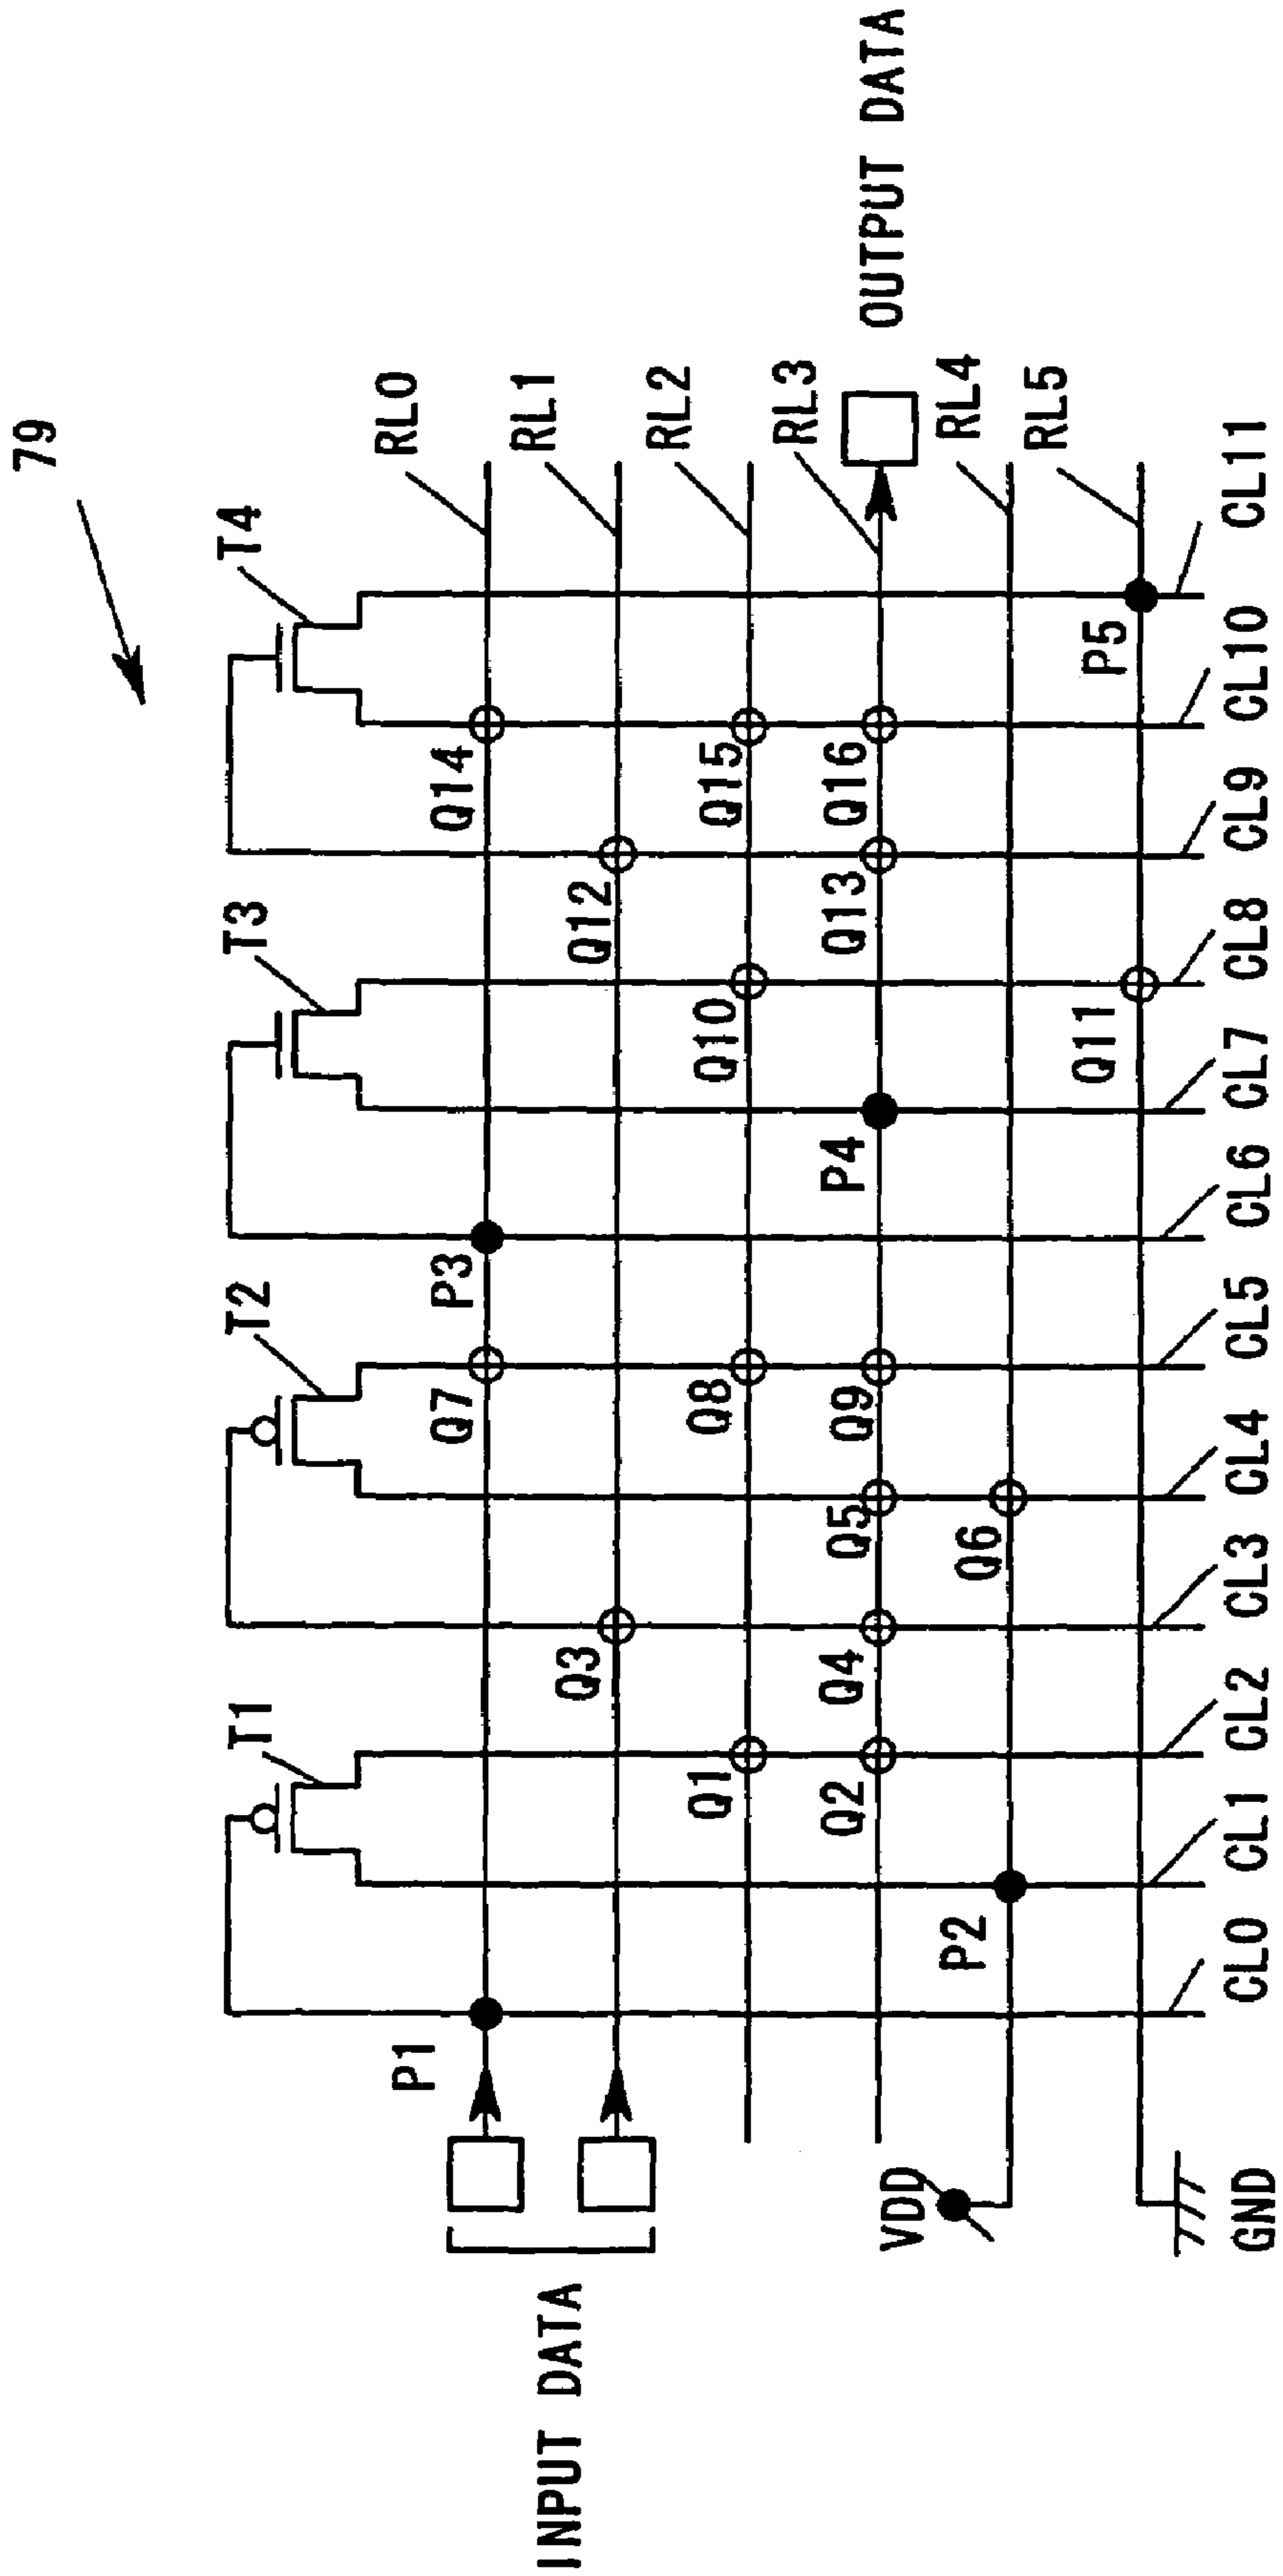 79
T1
T2
T3
T4
RL0
RL1
RL2
RL3
RL4
RL5
OUTPUT DATA
INPUT DATA
P1
Q7
P3
Q14
Q3
Q12
Q1
Q8
Q10
Q15
Q2
Q4
Q5
Q9
P4
Q13
Q16
VDD
P2
Q6
Q11
P5
GND
CL0
CL1
CL2
CL3
CL4
CL5
CL6
CL7
CL8
CL9
CL10
CL11